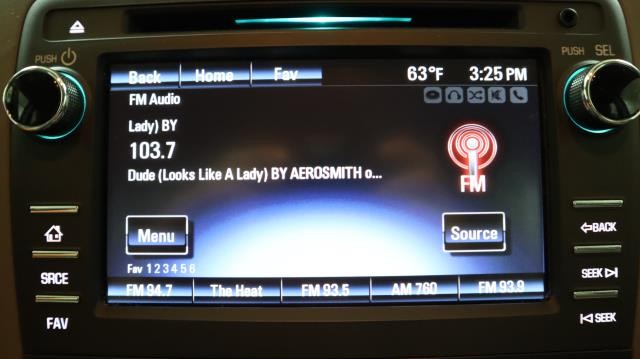 PUSH
PUSH SEL
Back Home Fav 63°F 3:25 PM
FM Audio
Lady) BY
103.7
Dude (Looks Like A Lady) BY AEROSMITH o...
FM
Menu Source
Fav 1 2 3 4 5 6
FM 94.7 The Heat FM 93.5 AM 760 FM 93.9
SRCE
FAV
BACK
SEEK
SEEK